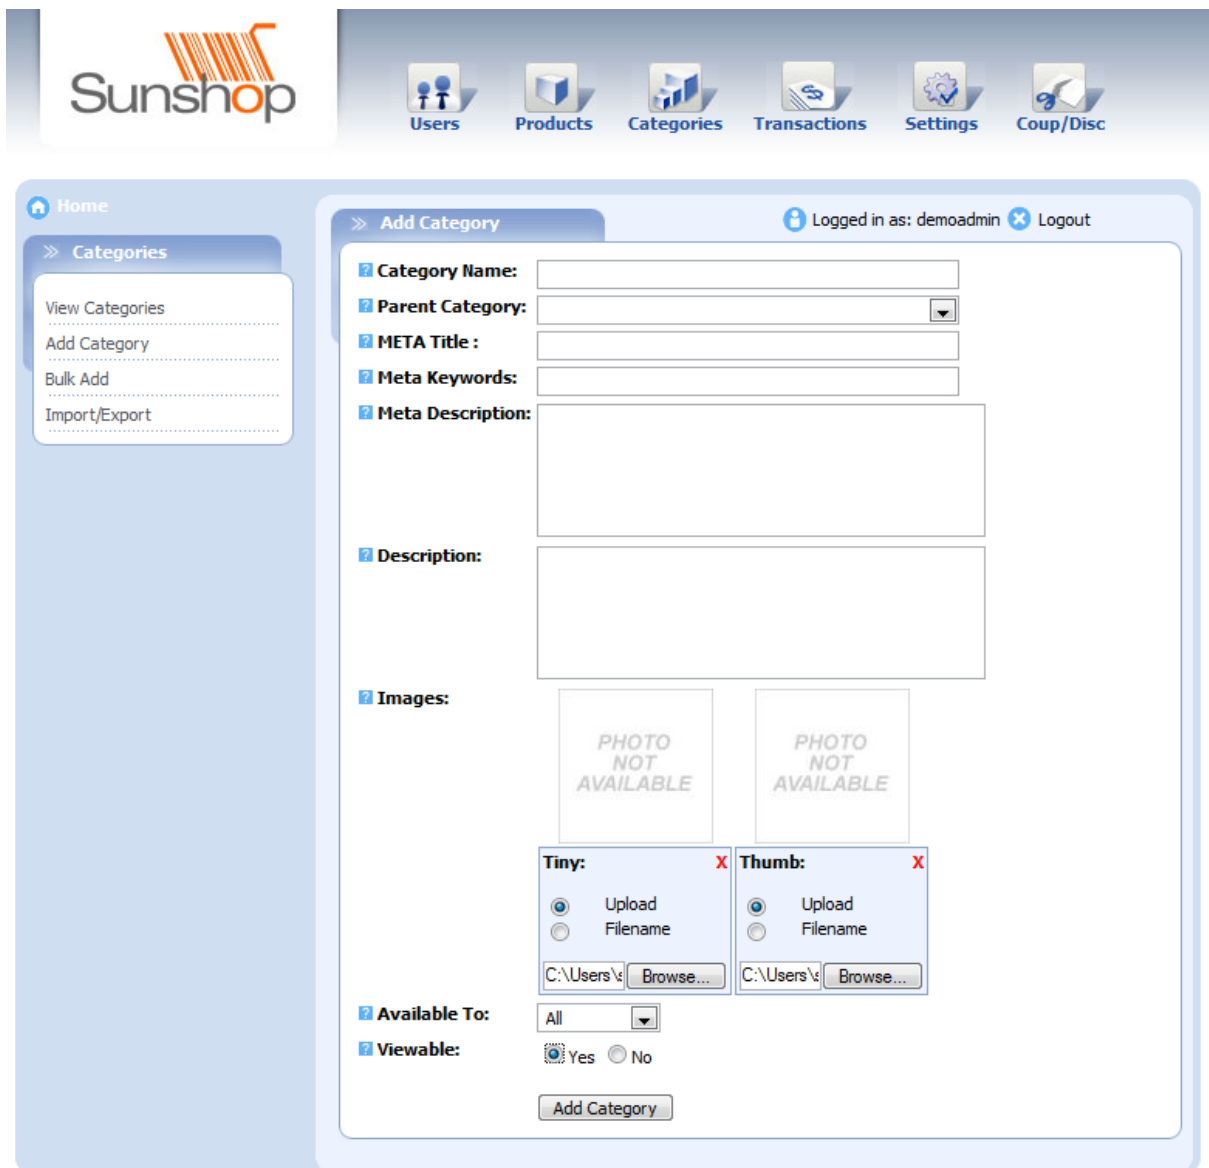 Sunshop
Users Products Categories Transactions Settings Coup/Disc
Home
Categories
View Categories
Add Category
Bulk Add
Import/Export
Add Category
Logged in as: demoadmin Logout
? Category Name:
? Parent Category:
? META Title :
? Meta Keywords:
? Meta Description:
? Description:
? Images:
PHOTO NOT AVAILABLE
PHOTO NOT AVAILABLE
Tiny: X Thumb: X
Upload Upload
Filename Filename
C:\Users\s Browse... C:\Users\s Browse...
? Available To: All
? Viewable: Yes No
Add Category